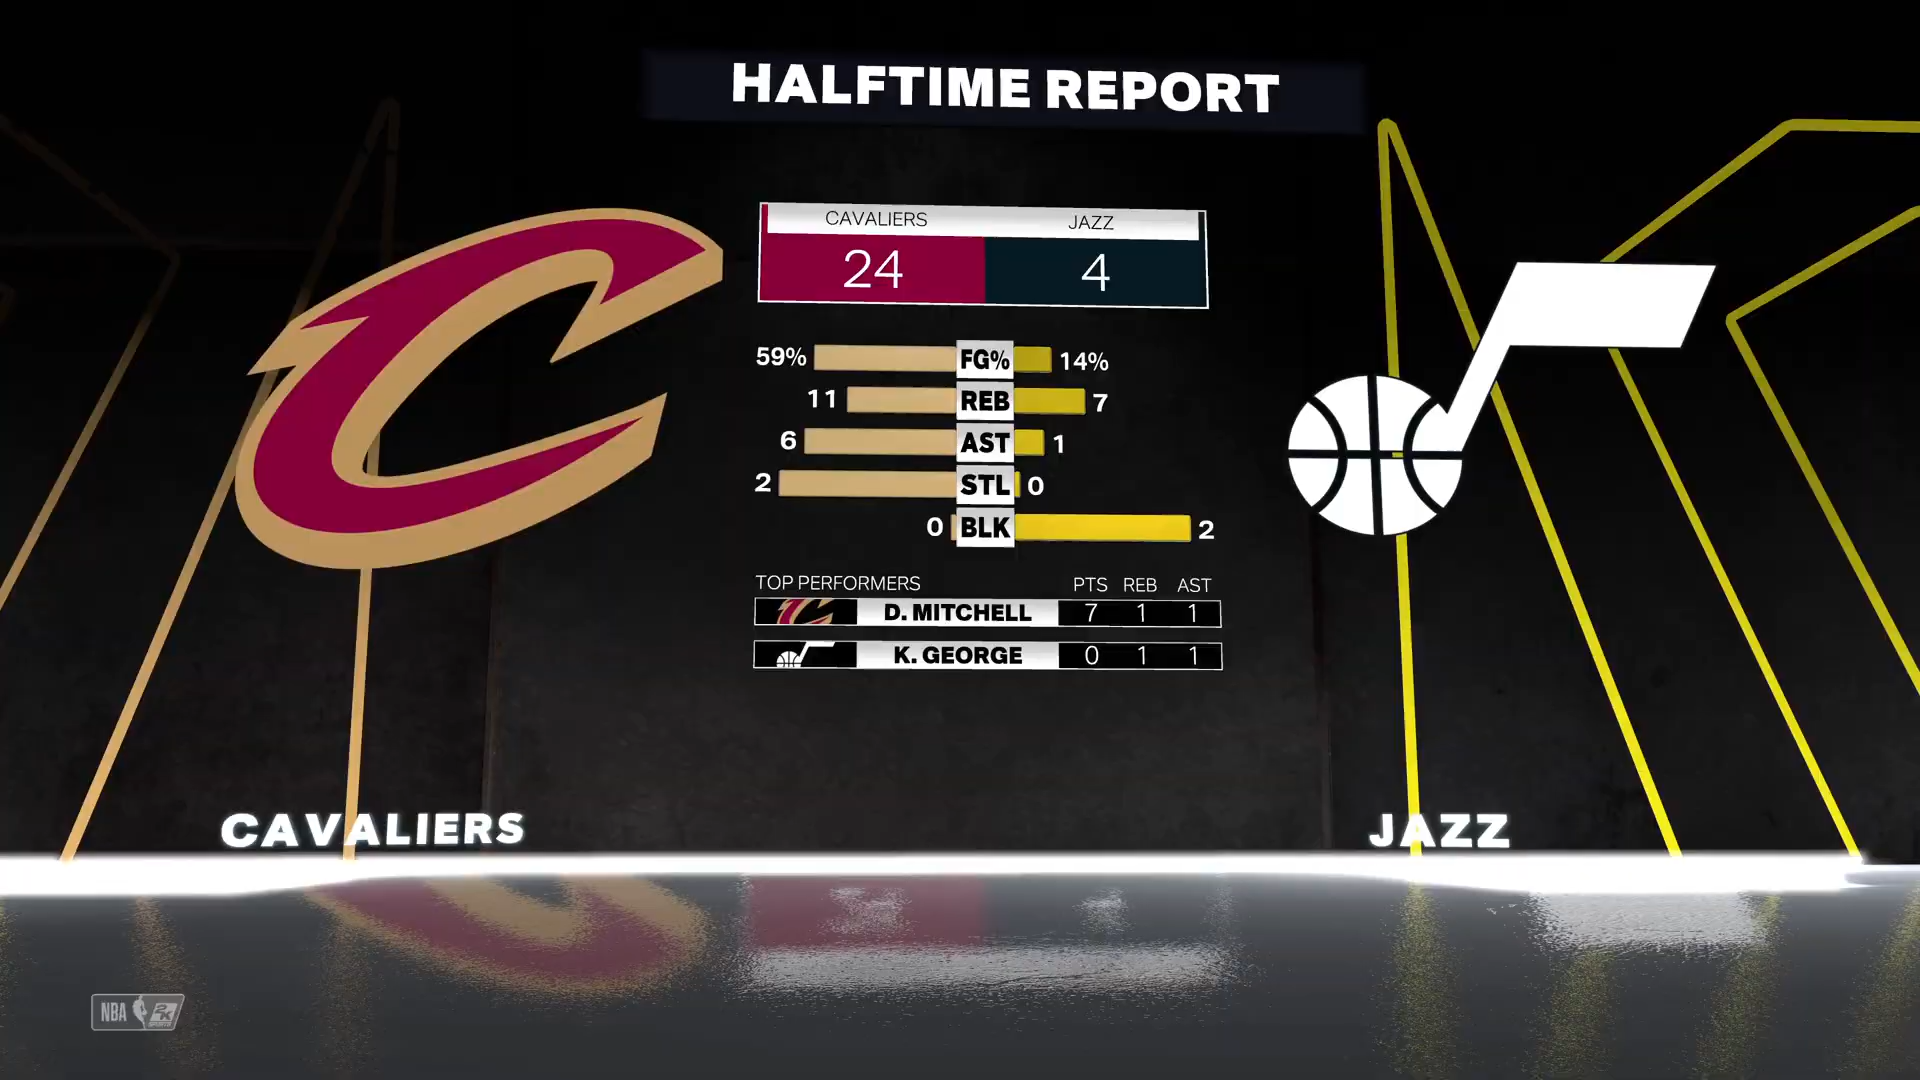 HALFTIME REPORT
CAVALIERS JAZZ
24 4
59% FG% 14%
11 REB 7
6 AST 1
2 STL 0
0 BLK 2
TOP PERFORMERS PTS REB AST
D. MITCHELL 7 1 1
K. GEORGE 0 1 1
CAVALIERS JAZZ
NBA 2K SPORTS